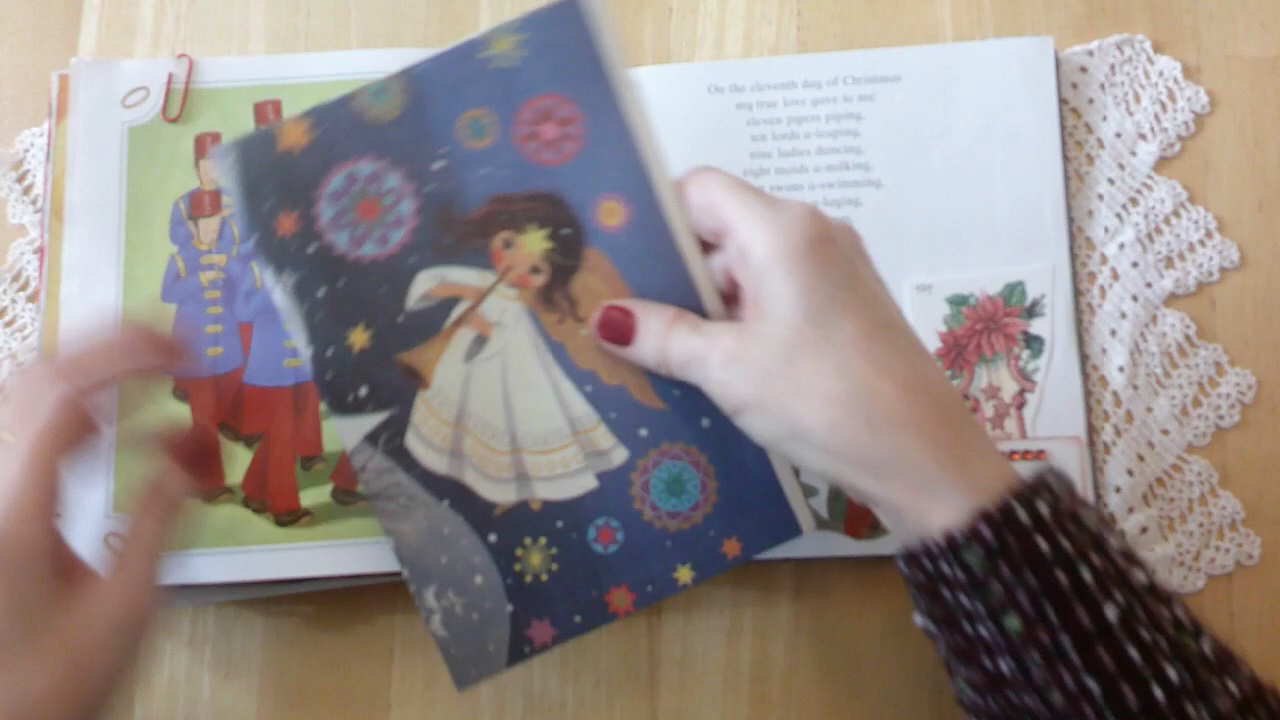 On the eleventh day of Christmas
my true love gave to me
eleven pipers piping,
ten lords a-leaping,
nine ladies dancing,
eight maids a-milking,
swans a-swimming,
a-laying,